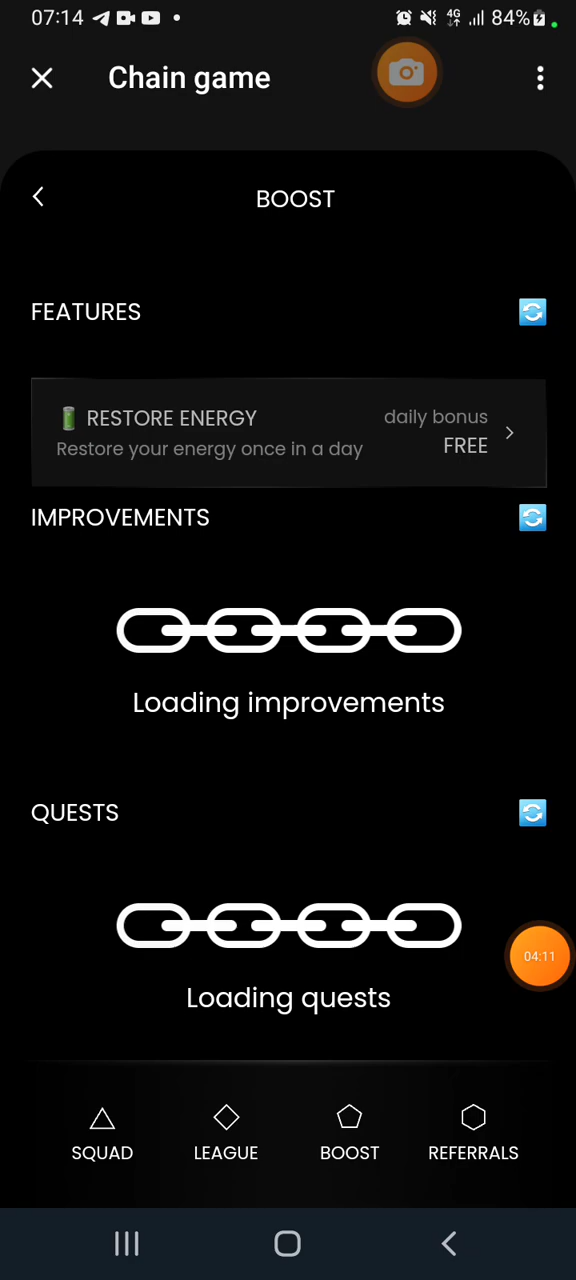 07:14 4G 84%
Chain game
BOOST
FEATURES
RESTORE ENERGY
daily bonus
Restore your energy once in a day
FREE
IMPROVEMENTS
Loading improvements
QUESTS
04:11
Loading quests
SQUAD LEAGUE BOOST REFERRALS